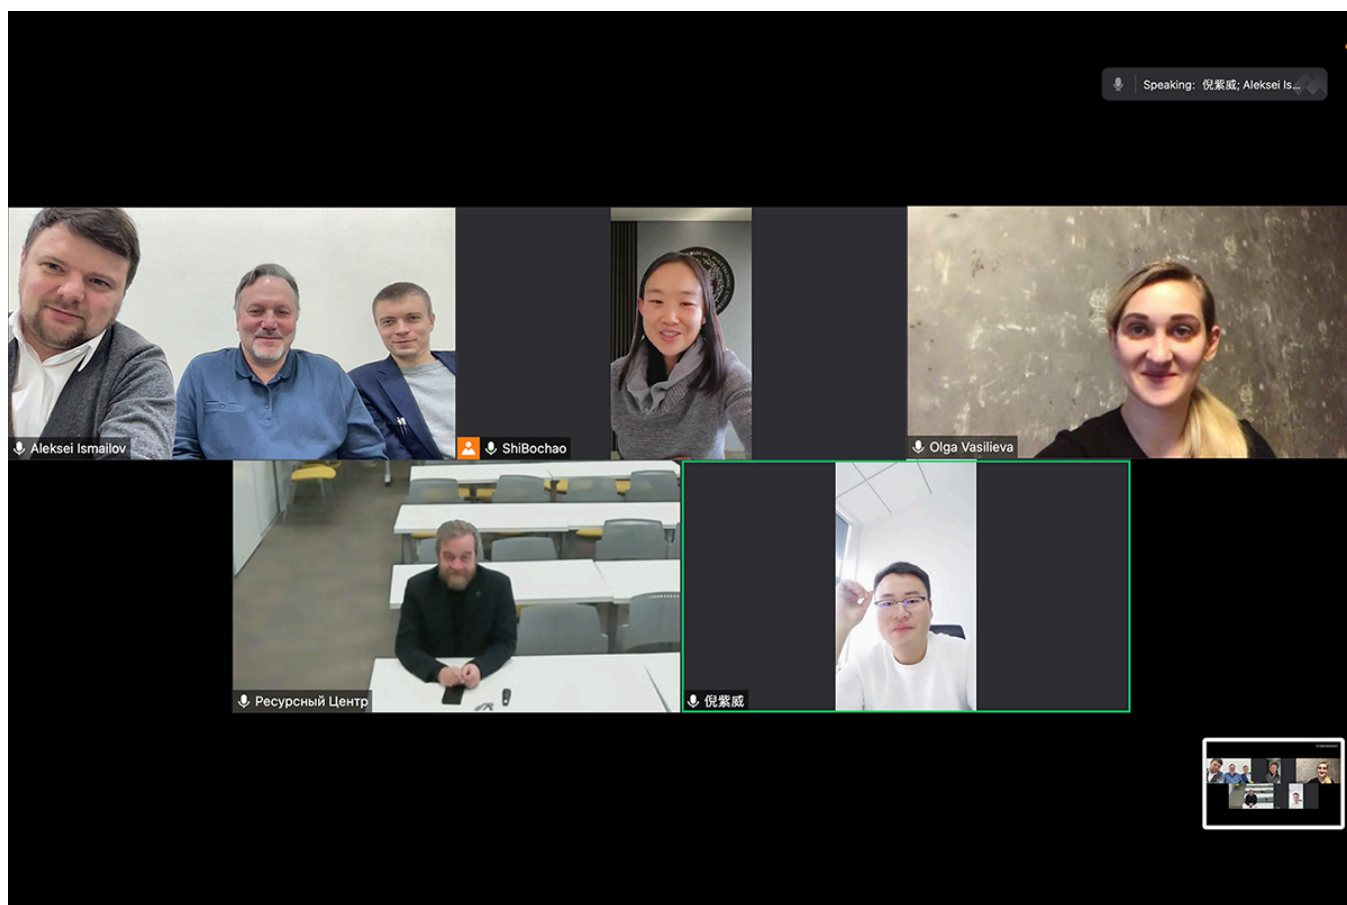 Speaking: 倪紫威; Aleksei Is...
Aleksei Ismailov
ShiBochao
Olga Vasilieva
Ресурсный Центр
倪紫威